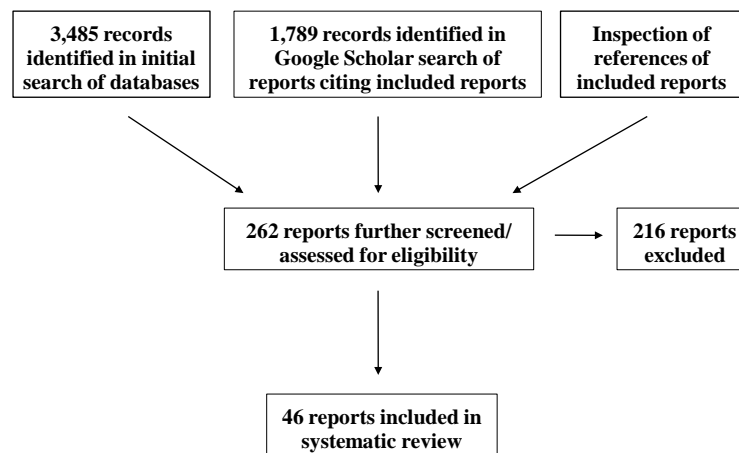 3,485 records
identified in initial
search of databases
1,789 records identified in
Google Scholar search of
reports citing included reports
Inspection of
references of
included reports
262 reports further screened/
assessed for eligibility
216 reports
excluded
46 reports included in
systematic review